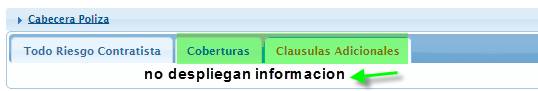 Cabecera Poliza
Todo Riesgo Contratista Coberturas Clausulas Adicionales
no despliegan informacion